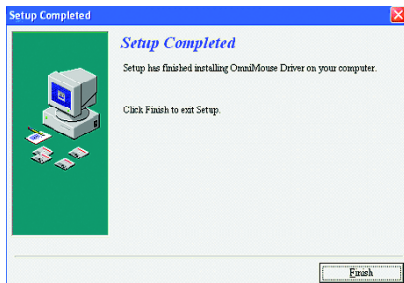 Setup Completed
Setup Completed
Setup has finished installing OmniMouse Driver on your computer.
Click Finish to exit Setup.
Finish